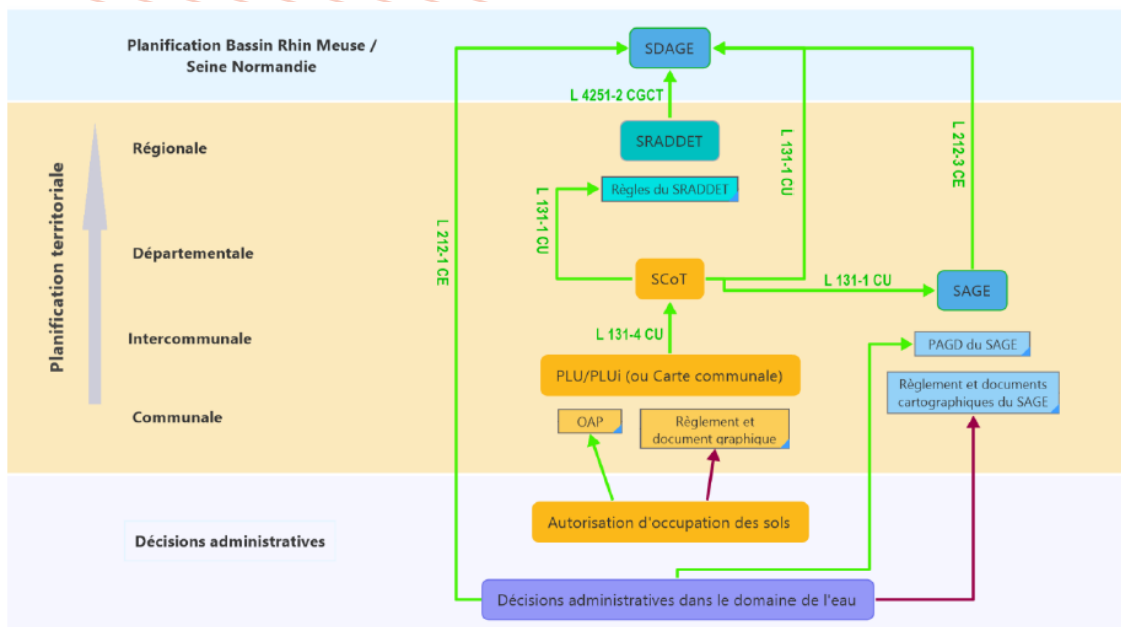 Planification Bassin Rhin Meuse /
Seine Normandie
SDAGE
L 4251-2 CGCT
Planification territoriale
Régionale
SRADDET
Règles du SRADDET
L 131-1 CU
L 131-1 CU
L 212-3 CE
L 212-1 CE
Départementale
SCoT
L 131-1 CU
SAGE
Intercommunale
L 131-4 CU
PAGD du SAGE
PLU/PLUi (ou Carte communale)
Règlement et documents
cartographiques du SAGE
Communale
OAP
Règlement et
document graphique
Autorisation d'occupation des sols
Décisions administratives
Décisions administratives dans le domaine de l'eau